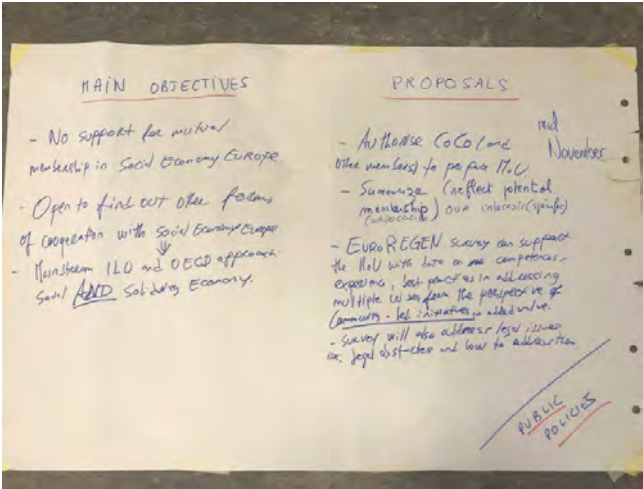 MAIN OBJECTIVES
- No support for mutual
membership in Social Economy Europe.
- Open to find out other forms
of cooperation with Social Economy Europe
- Mainstream ILO and OECD approach.
Social AND Solidarity Economy.
PROPOSALS
mid
November
- Authorise CoCo (and
other members) to prepare MoU
- Summarize (reflect potential
membership) our interests (specific)
- EUROREGEN survey can support
the MoU with data on competences,
experience, best practices in addressing
multiple crises from the perspective of
Community-led initiatives added value.
- Survey will also address legal issues
legal obstacles and how to address them
PUBLIC
POLICIES